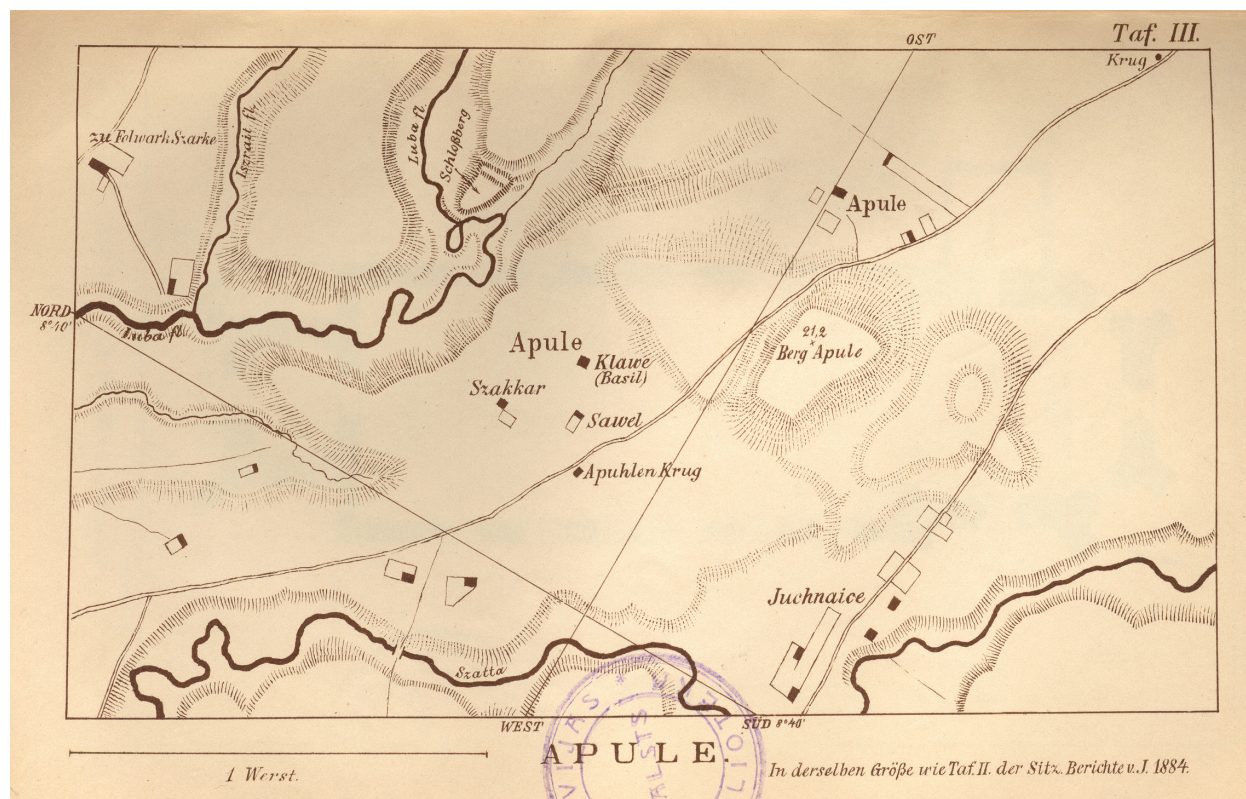 Taf. III.
OST
Krug
zu Folwark Szarke
Iszrait fl.
Luba fl.
Schloßberg
Apule
NORD
8°40'
Luba fl.
21,2
Berg Apule
Apule
Klawe
(Basil)
Szakkar
Sawel
Apuhlen Krug
Juchnaice
Szatta
WEST
SÜD 8°40'
APULE.
1 Werst.
In derselben Größe wie Taf. II. der Sitz. Berichte v. J. 1884.